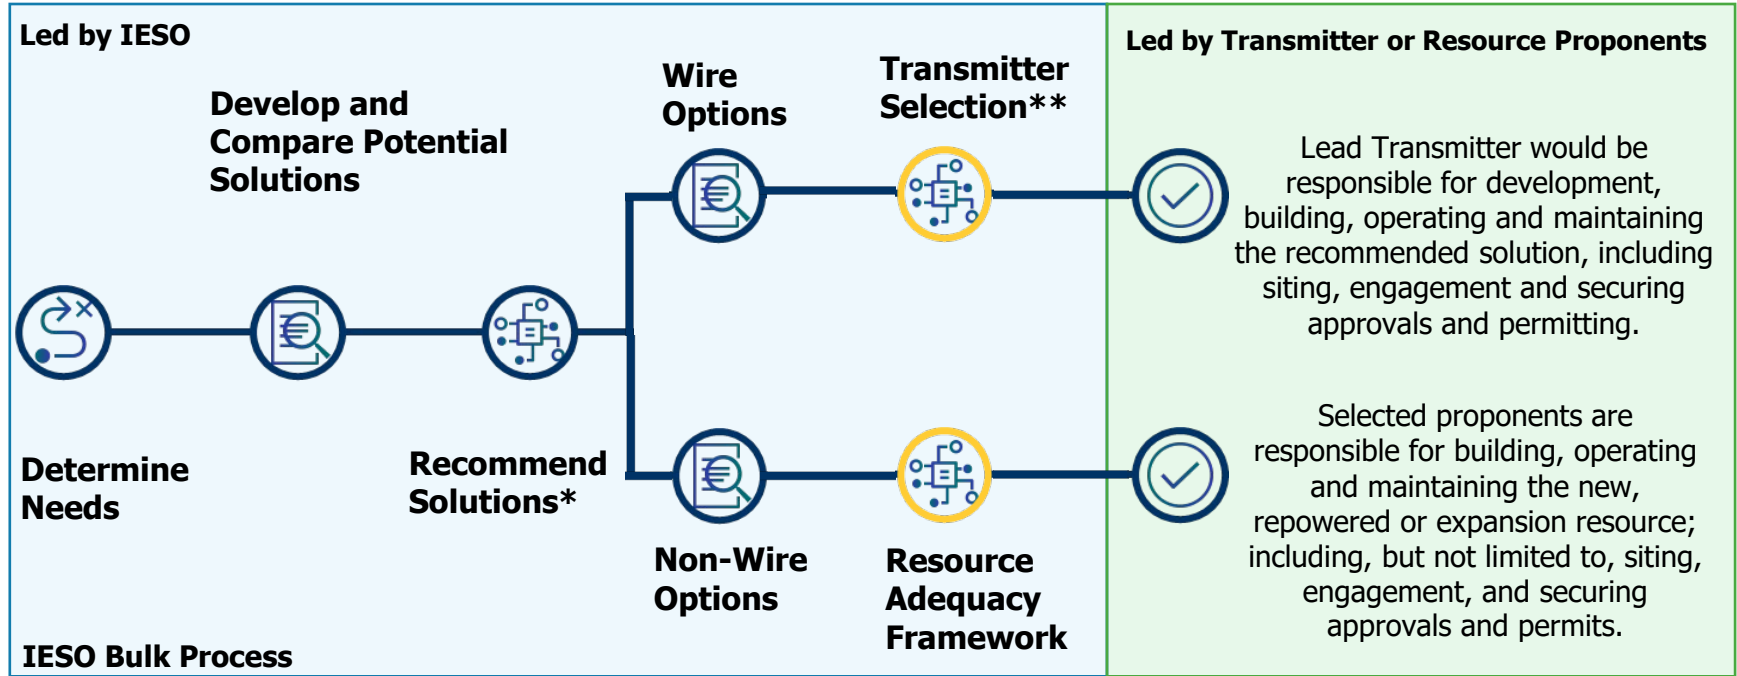 Led by IESO
Led by Transmitter or Resource Proponents
Develop and
Compare Potential
Solutions
Wire
Options
Transmitter
Selection**
Determine
Needs
Recommend
Solutions*
Non-Wire
Options
Resource
Adequacy
Framework
IESO Bulk Process
Lead Transmitter would be
responsible for development,
building, operating and maintaining
the recommended solution, including
siting, engagement and securing
approvals and permitting.
Selected proponents are
responsible for building, operating
and maintaining the new,
repowered or expansion resource;
including, but not limited to, siting,
engagement, and securing
approvals and permits.